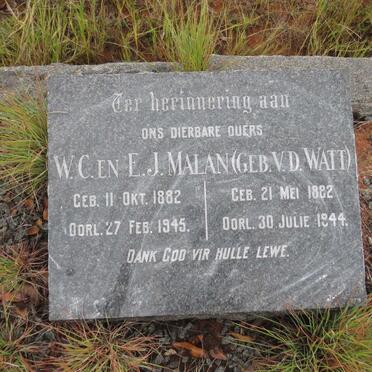 Ter herinnering aan
ONS DIERBARE OUERS
W. C. EN E. J. MALAN (GEB. V.D. WATT)
GEB. 11 OKT. 1882 GEB. 21 MEI 1882
OORL. 27 FEB. 1945. OORL. 30 JULIE 1944.
DANK GOD VIR HULLE LEWE.